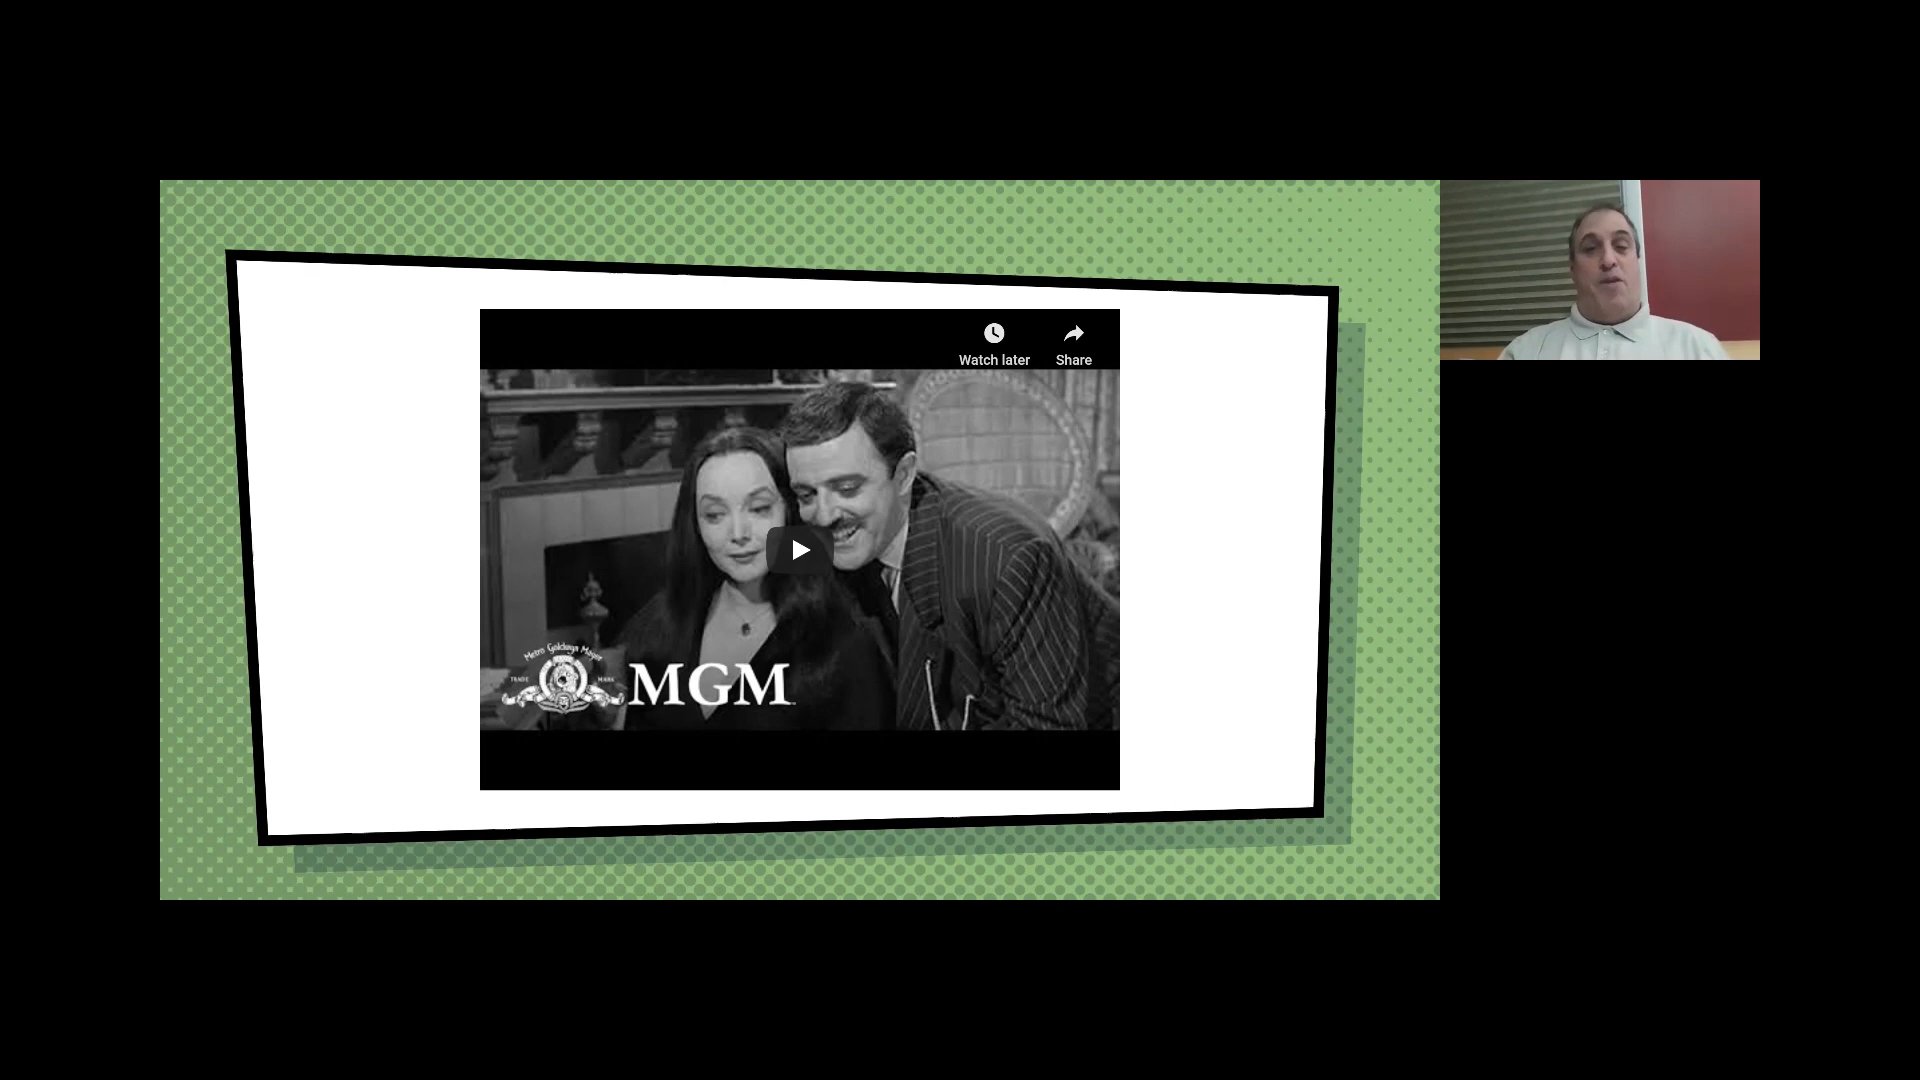 Watch later
Share
Metro Goldwyn Mayer
TRADE
MARK
MGM